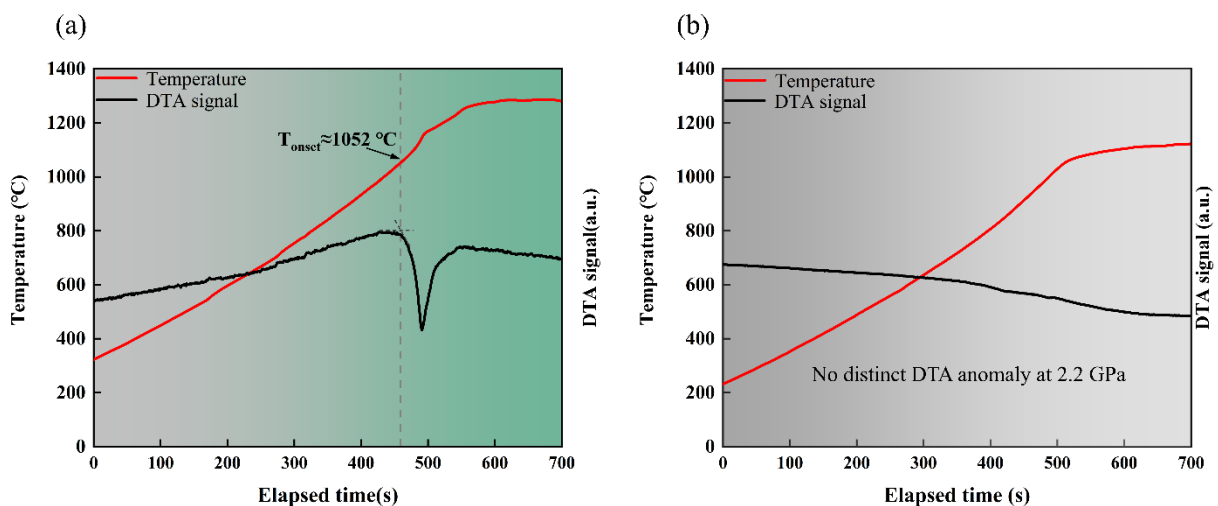 (a)
1400
1200
1000
800
600
400
200
0
Temperature (°C)
Temperature
DTA signal
Tonset≈1052 °C
DTA signal(a.u.)
0 100 200 300 400 500 600 700
Elapsed time(s)
(b)
1400
1200
1000
800
600
400
200
0
Temperature (°C)
Temperature
DTA signal
No distinct DTA anomaly at 2.2 GPa
DTA signal (a.u.)
0 100 200 300 400 500 600 700
Elapsed time (s)